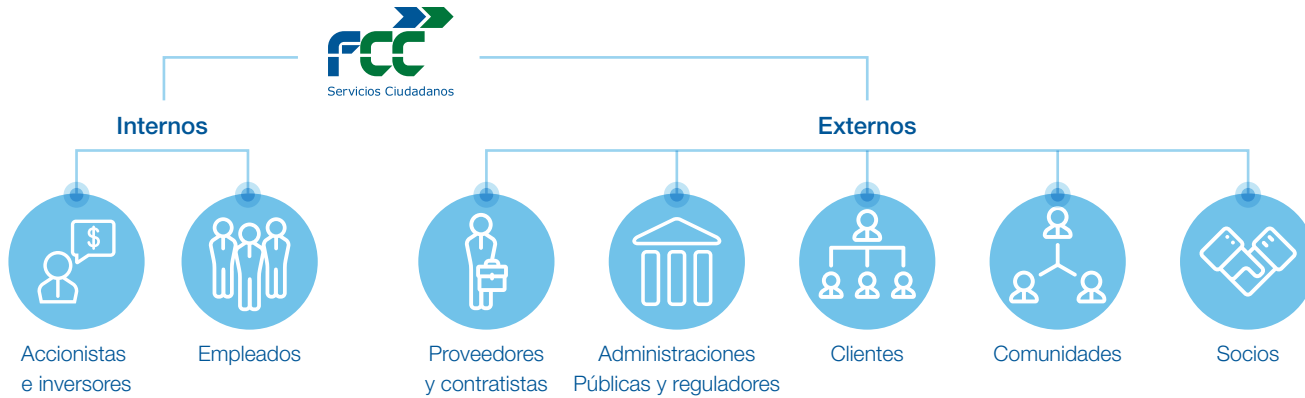 FCC
Servicios Ciudadanos
Internos
Externos
$
Accionistas
e inversores
Empleados
Proveedores
y contratistas
Administraciones
Públicas y reguladores
Clientes
Comunidades
Socios